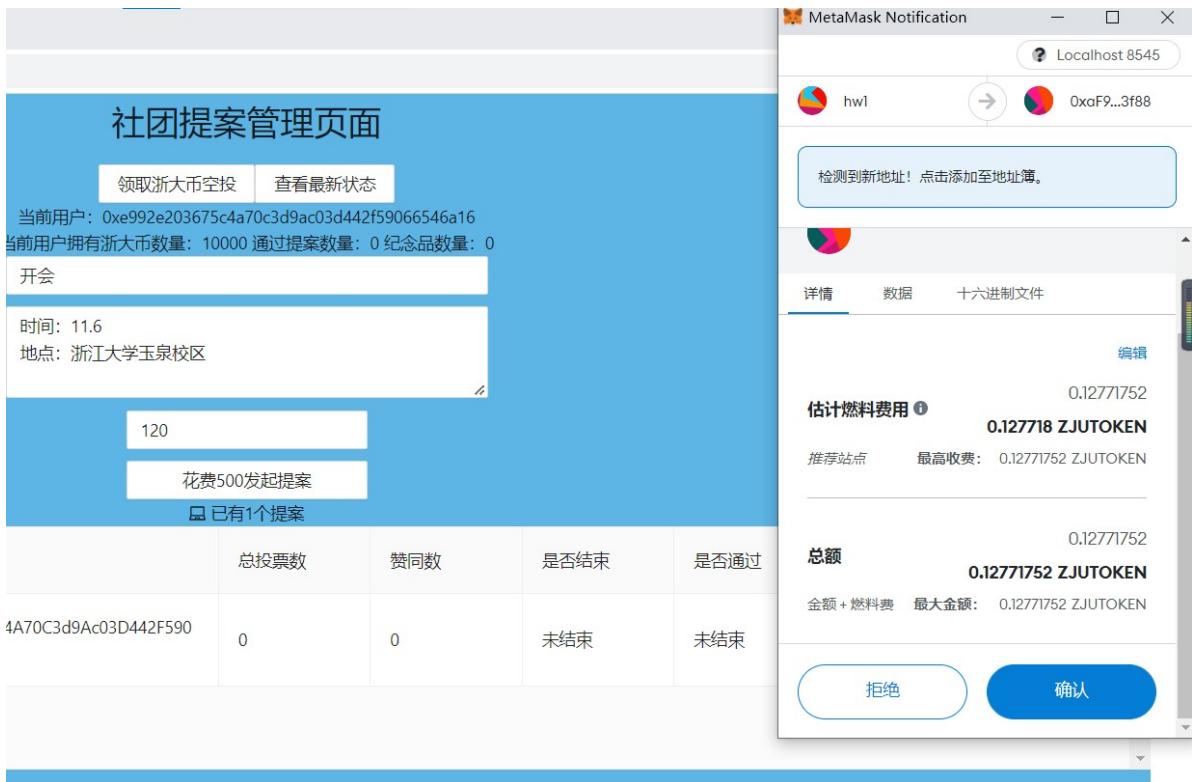 社团提案管理页面
领取浙大币空投 查看最新状态
当前用户：0xe992e203675c4a70c3d9ac03d442f59066546a16
当前用户拥有浙大币数量：10000 通过提案数量：0 纪念品数量：0
开会
时间：11.6
地点：浙江大学玉泉校区
120
花费500发起提案
已有1个提案
总投票数 赞同数 是否结束 是否通过
4A70C3d9Ac03D442F590 0 0 未结束 未结束
MetaMask Notification
Localhost 8545
hw1 0xaF9...3f88
检测到新地址！点击添加至地址簿。
详情 数据 十六进制文件
编辑
0.12771752
估计燃料费用 0.127718 ZJUTOKEN
推荐站点 最高收费： 0.12771752 ZJUTOKEN
0.12771752
总额 0.12771752 ZJUTOKEN
金额 + 燃料费 最大金额： 0.12771752 ZJUTOKEN
拒绝 确认